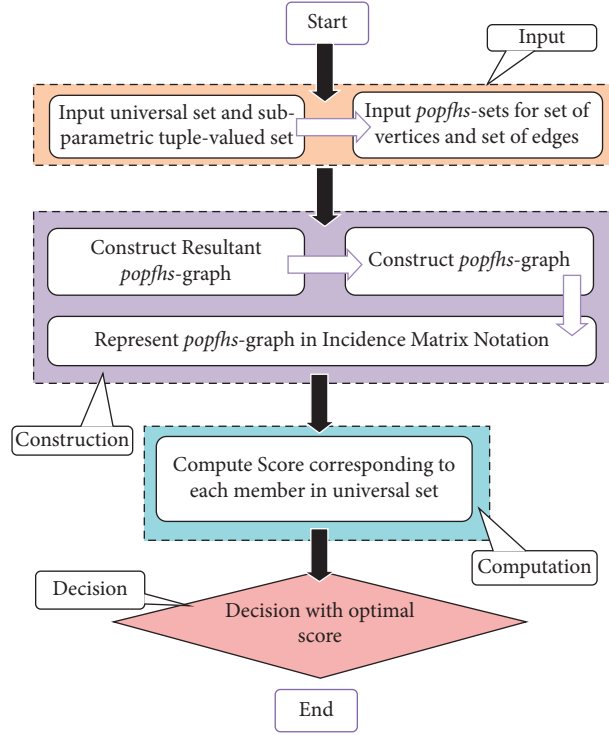 Start
Input
Input universal set and sub-
parametric tuple-valued set
Input popfhs-sets for set of
vertices and set of edges
Construct Resultant
popfhs-graph
Construct popfhs-graph
Represent popfhs-graph in Incidence Matrix Notation
Construction
Compute Score corresponding to
each member in universal set
Computation
Decision
Decision with optimal
score
End